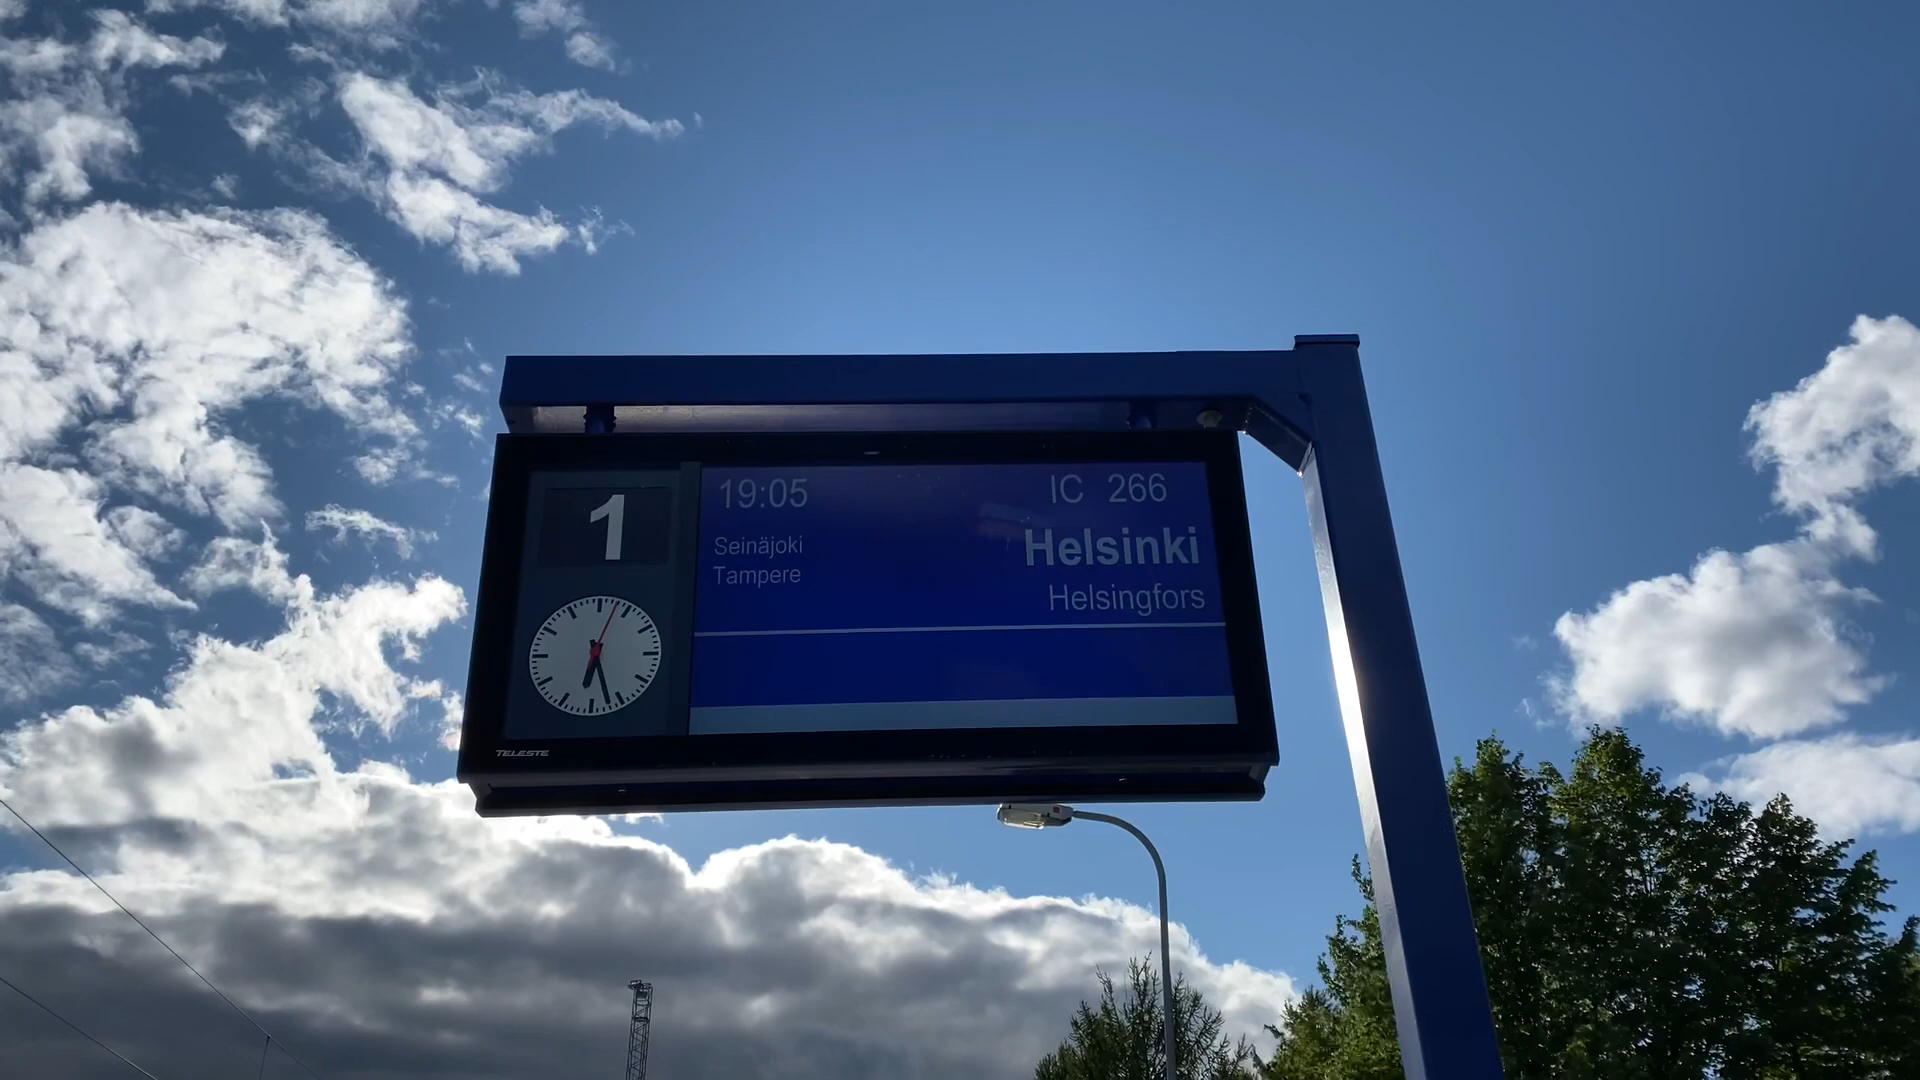 1
19:05
IC 266
Seinäjoki
Tampere
Helsinki
Helsingfors
TELESTE